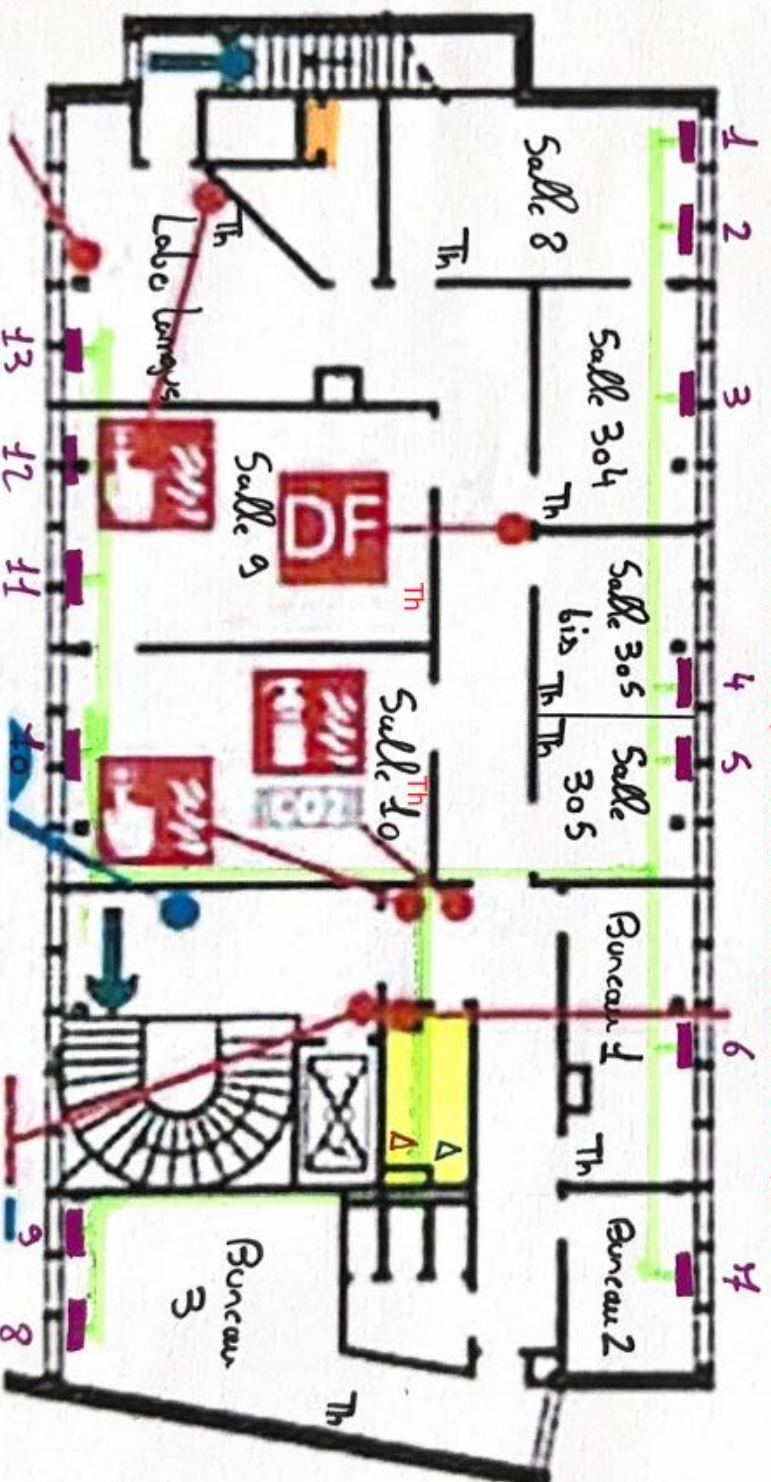 1
2
3
4
5
6
7
Salle 8
Th
Salle 304
Th
Salle 305
bis
Th
Th
Salle
305
Bureau 1
Th
Bureau 2
Th
Labo langues
Salle 9
DF
Th
Salle 10
Th
CO2
Bureau
3
Th
13
12
11
10
9
8